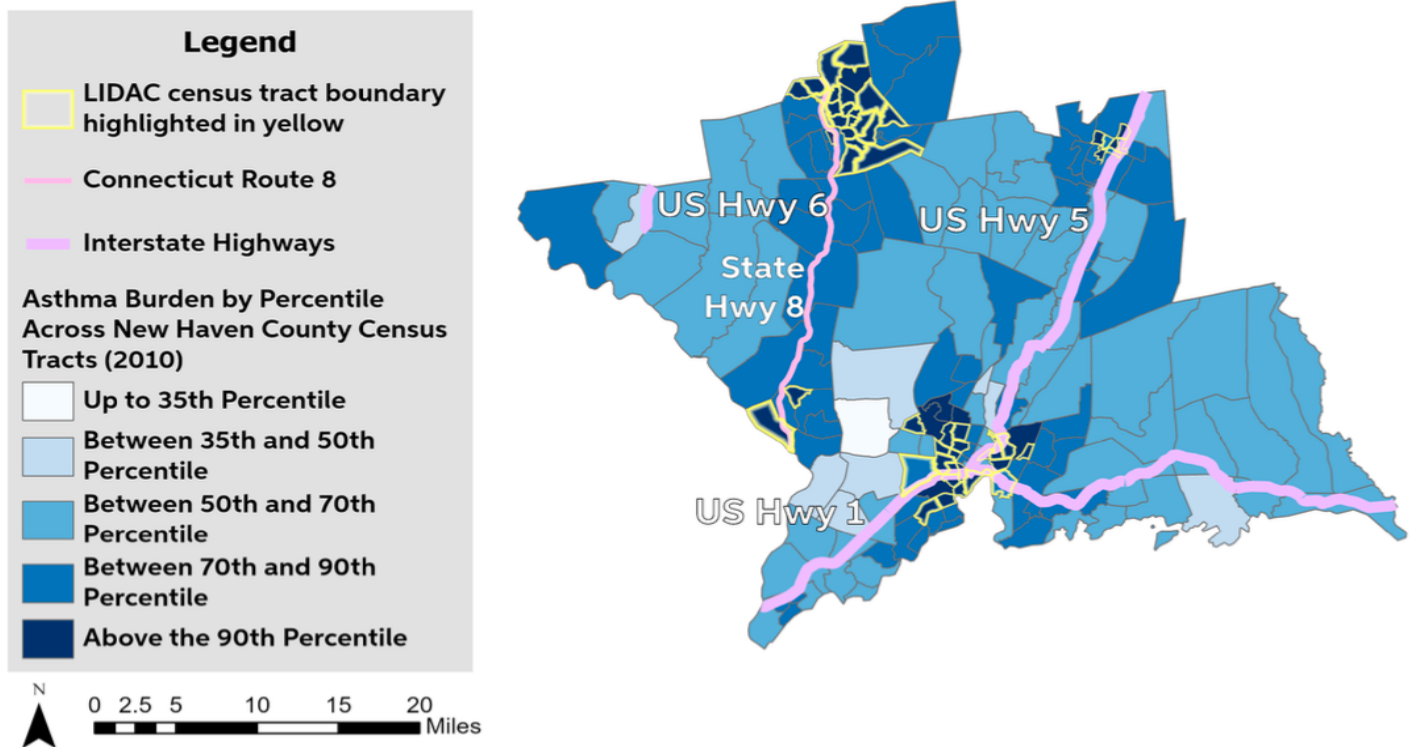 Legend
LIDAC census tract boundary
highlighted in yellow
Connecticut Route 8
Interstate Highways
Asthma Burden by Percentile
Across New Haven County Census
Tracts (2010)
Up to 35th Percentile
Between 35th and 50th
Percentile
Between 50th and 70th
Percentile
Between 70th and 90th
Percentile
Above the 90th Percentile
N
0 2.5 5 10 15 20
Miles
US Hwy 6
US Hwy 5
State
Hwy 8
US Hwy 1